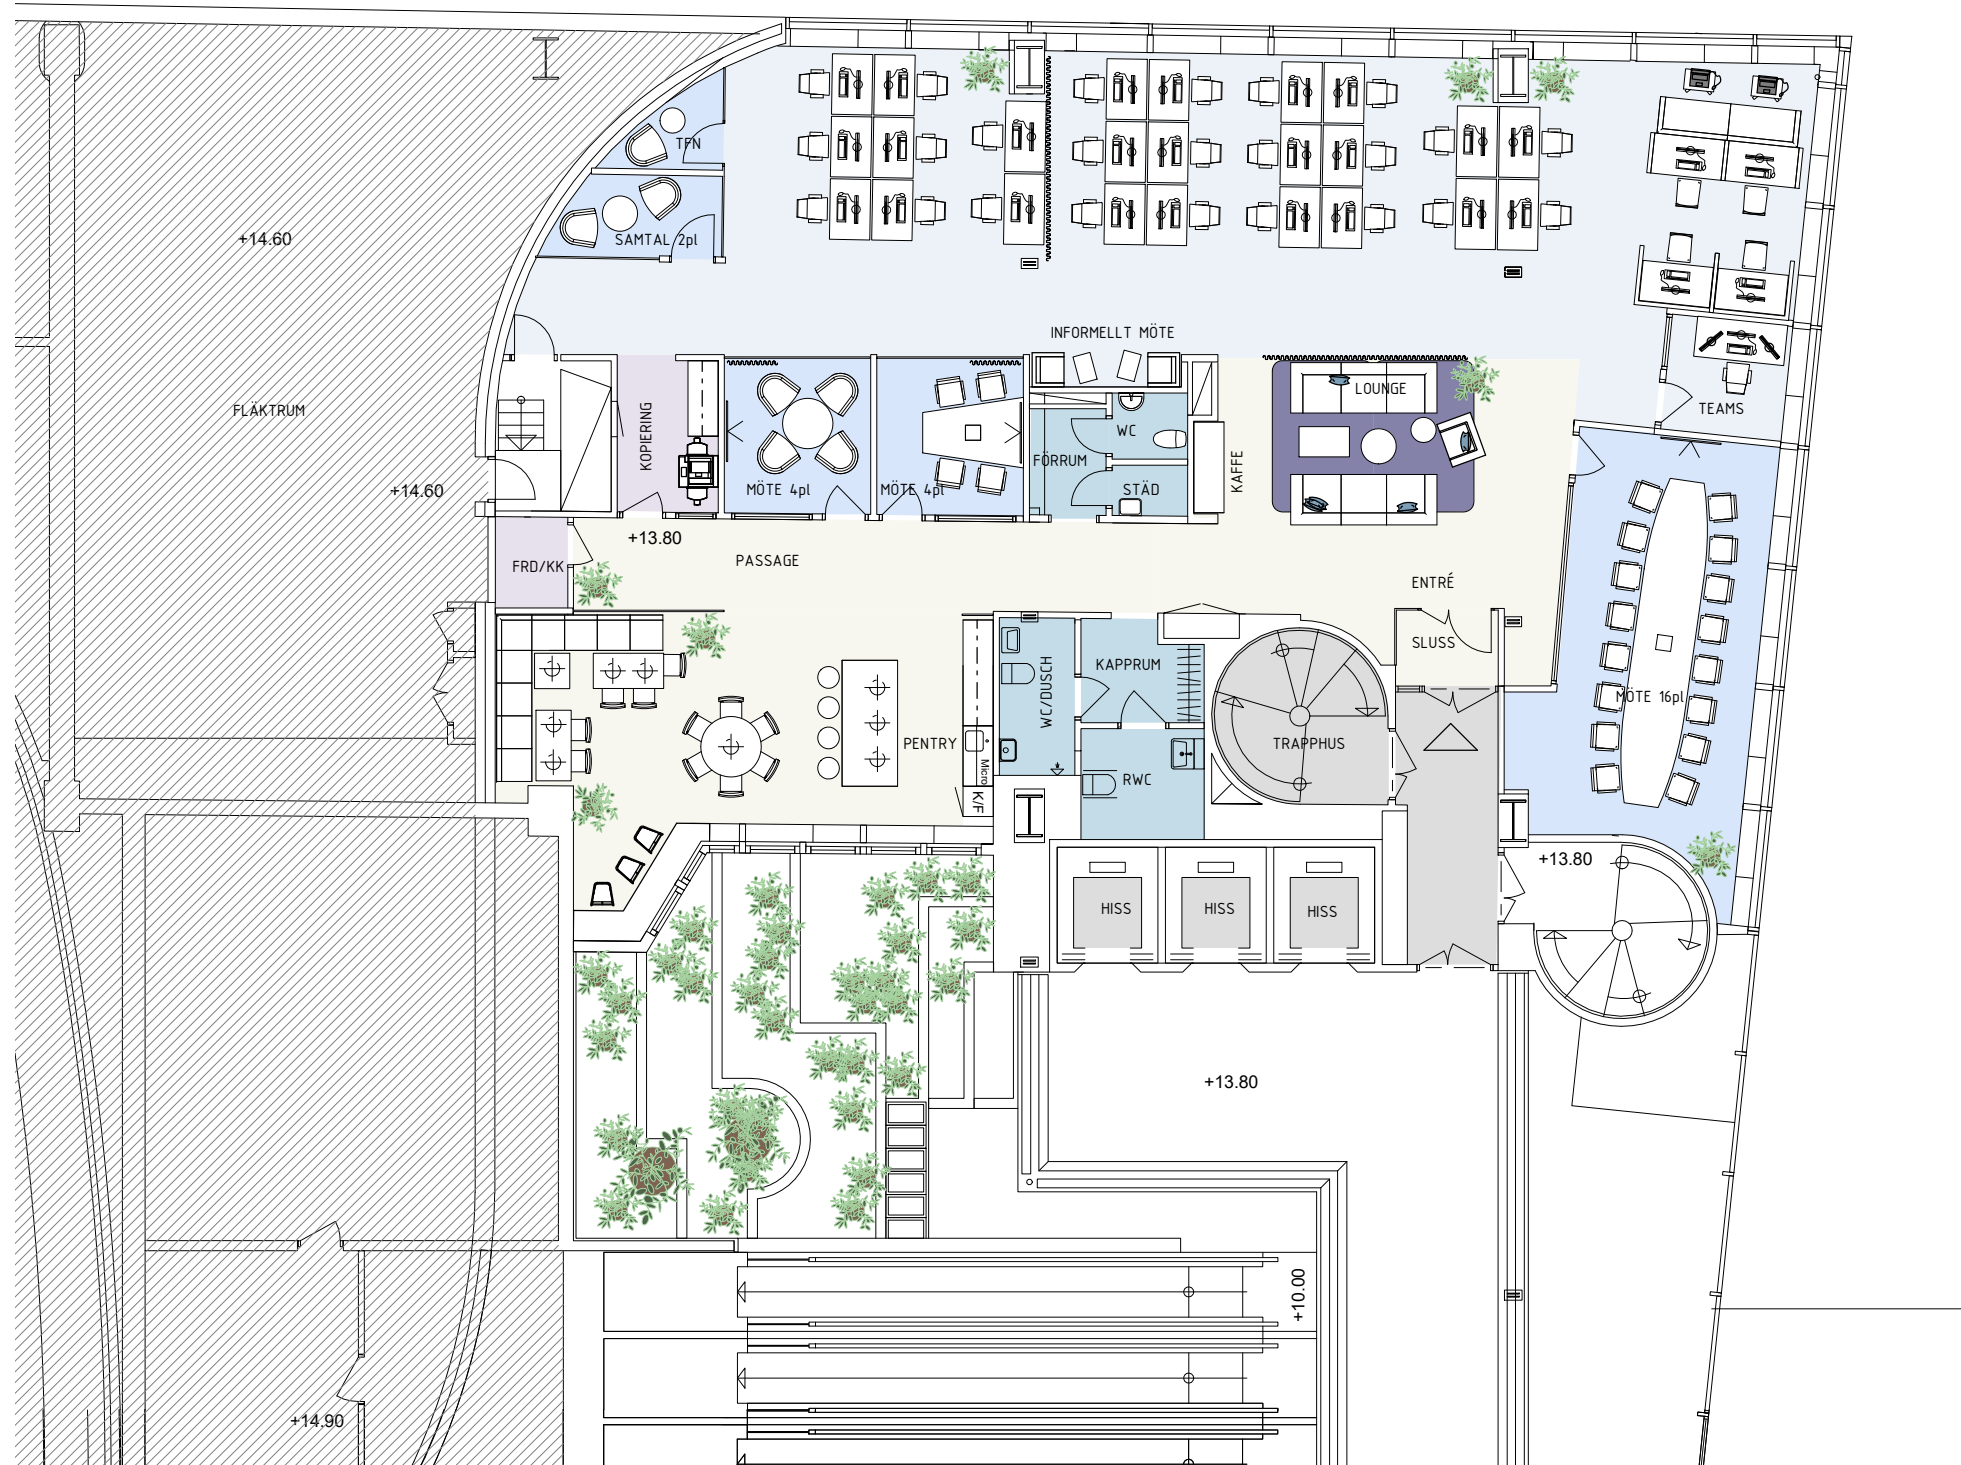 TFN
+14.60
SAMTAL 2pl
INFORMELLT MÖTE
LOUNGE
FLÄKTRUM
TEAMS
KOPIERING
WC
FÖRRUM
KAFFE
+14.60
MÖTE 4pl
MÖTE 4pl
STÄD
+13.80
PASSAGE
FRD/KK
ENTRÉ
SLUSS
KAPPRUM
WC/DUSCH
MÖTE 16pl
PENTRY
TRAPPHUS
Micro
RWC
K/F
+13.80
HISS
HISS
HISS
+13.80
+10.00
+14.90